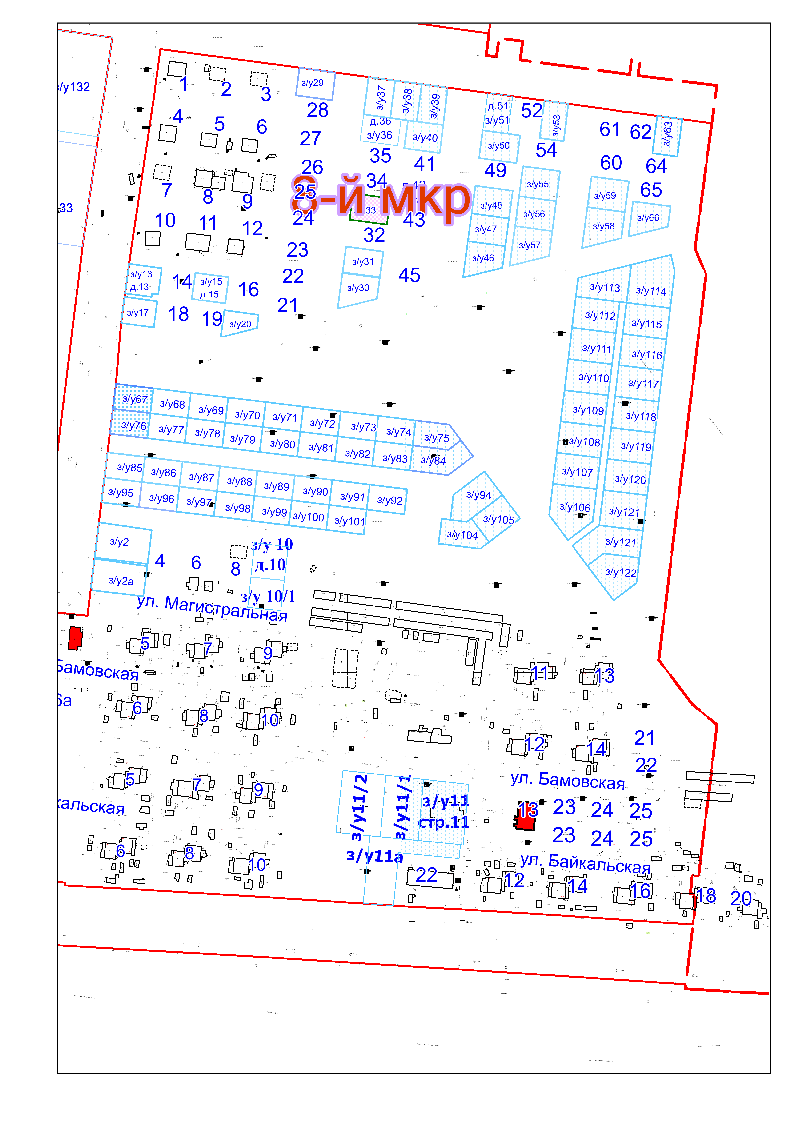 з/у29
з/у37
з/у38
з/у39
з/у132
1
2
3
28
д.51
52
з/у51
з/у53
4
5
6
27
д.36
з/у36
з/у40
61
62
з/у63
з/у50
54
35
41
26
60
64
49
34
з/у55
7
8
9
25
8-й мкр
65
з/у59
з/у48
33
33
10
11
12
24
43
з/у56
з/у66
з/у47
з/у58
32
23
з/у57
з/у46
з/у31
22
45
з/у13
14
з/у15
16
д.13
д.15
з/у30
з/у113
з/у114
21
з/у17
18
19
з/у20
з/у112
з/у115
з/у111
з/у116
з/у110
з/у117
з/у67
з/у68
з/у69
з/у70
з/у71
з/у72
з/у73
з/у74
з/у75
з/у109
з/у118
з/у76
з/у77
з/у78
з/у79
з/у80
з/у81
з/у82
з/у83
з/у84
з/у108
з/у119
з/у85
з/у86
з/у87
з/у88
з/у89
з/у90
з/у91
з/у92
з/у107
з/у120
з/у95
з/у96
з/у97
з/у98
з/у99
з/у100
з/у101
з/у94
з/у105
з/у104
з/у106
з/у121
з/у2
з/у 10
з/у121
4
6
8
д.10
з/у2а
з/у122
з/у 10/1
ул. Магистральная
5
7
9
Бамовская
11
13
6а
6
8
10
12
14
21
22
5
7
9
з/у11/2
з/у11/1
з/у11
стр.11
ул. Бамовская
13
23
24
25
23
24
25
6
8
10
з/у11а
22
ул. Байкальская
12
14
16
18
20